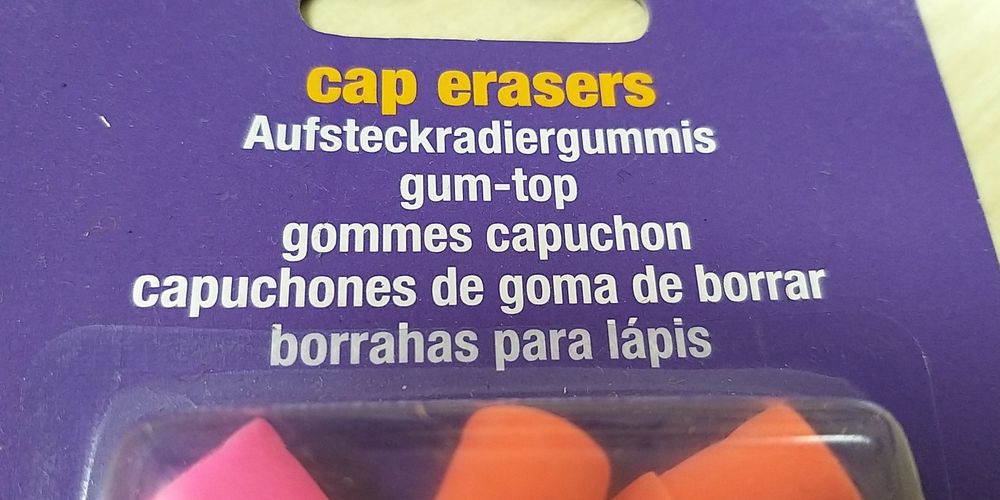 cap erasers
Aufsteckradiergummis
gum-top
gommes capuchon
capuchones de goma de borrar
borrahas para lápis